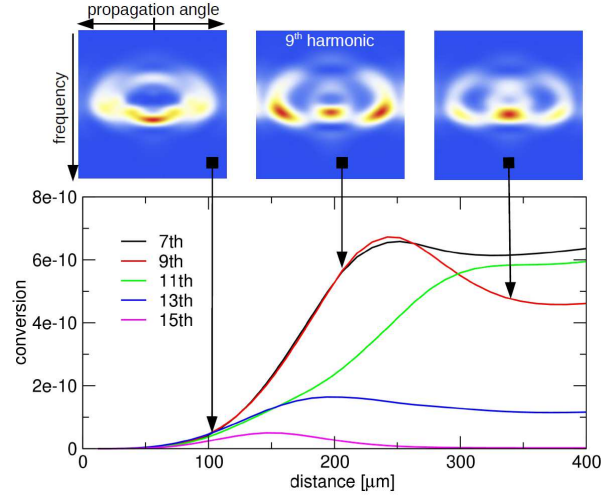 propagation angle
9th harmonic
frequency
8e-10
6e-10
4e-10
2e-10
0
conversion
7th
9th
11th
13th
15th
0
100
200
300
400
distance [µm]